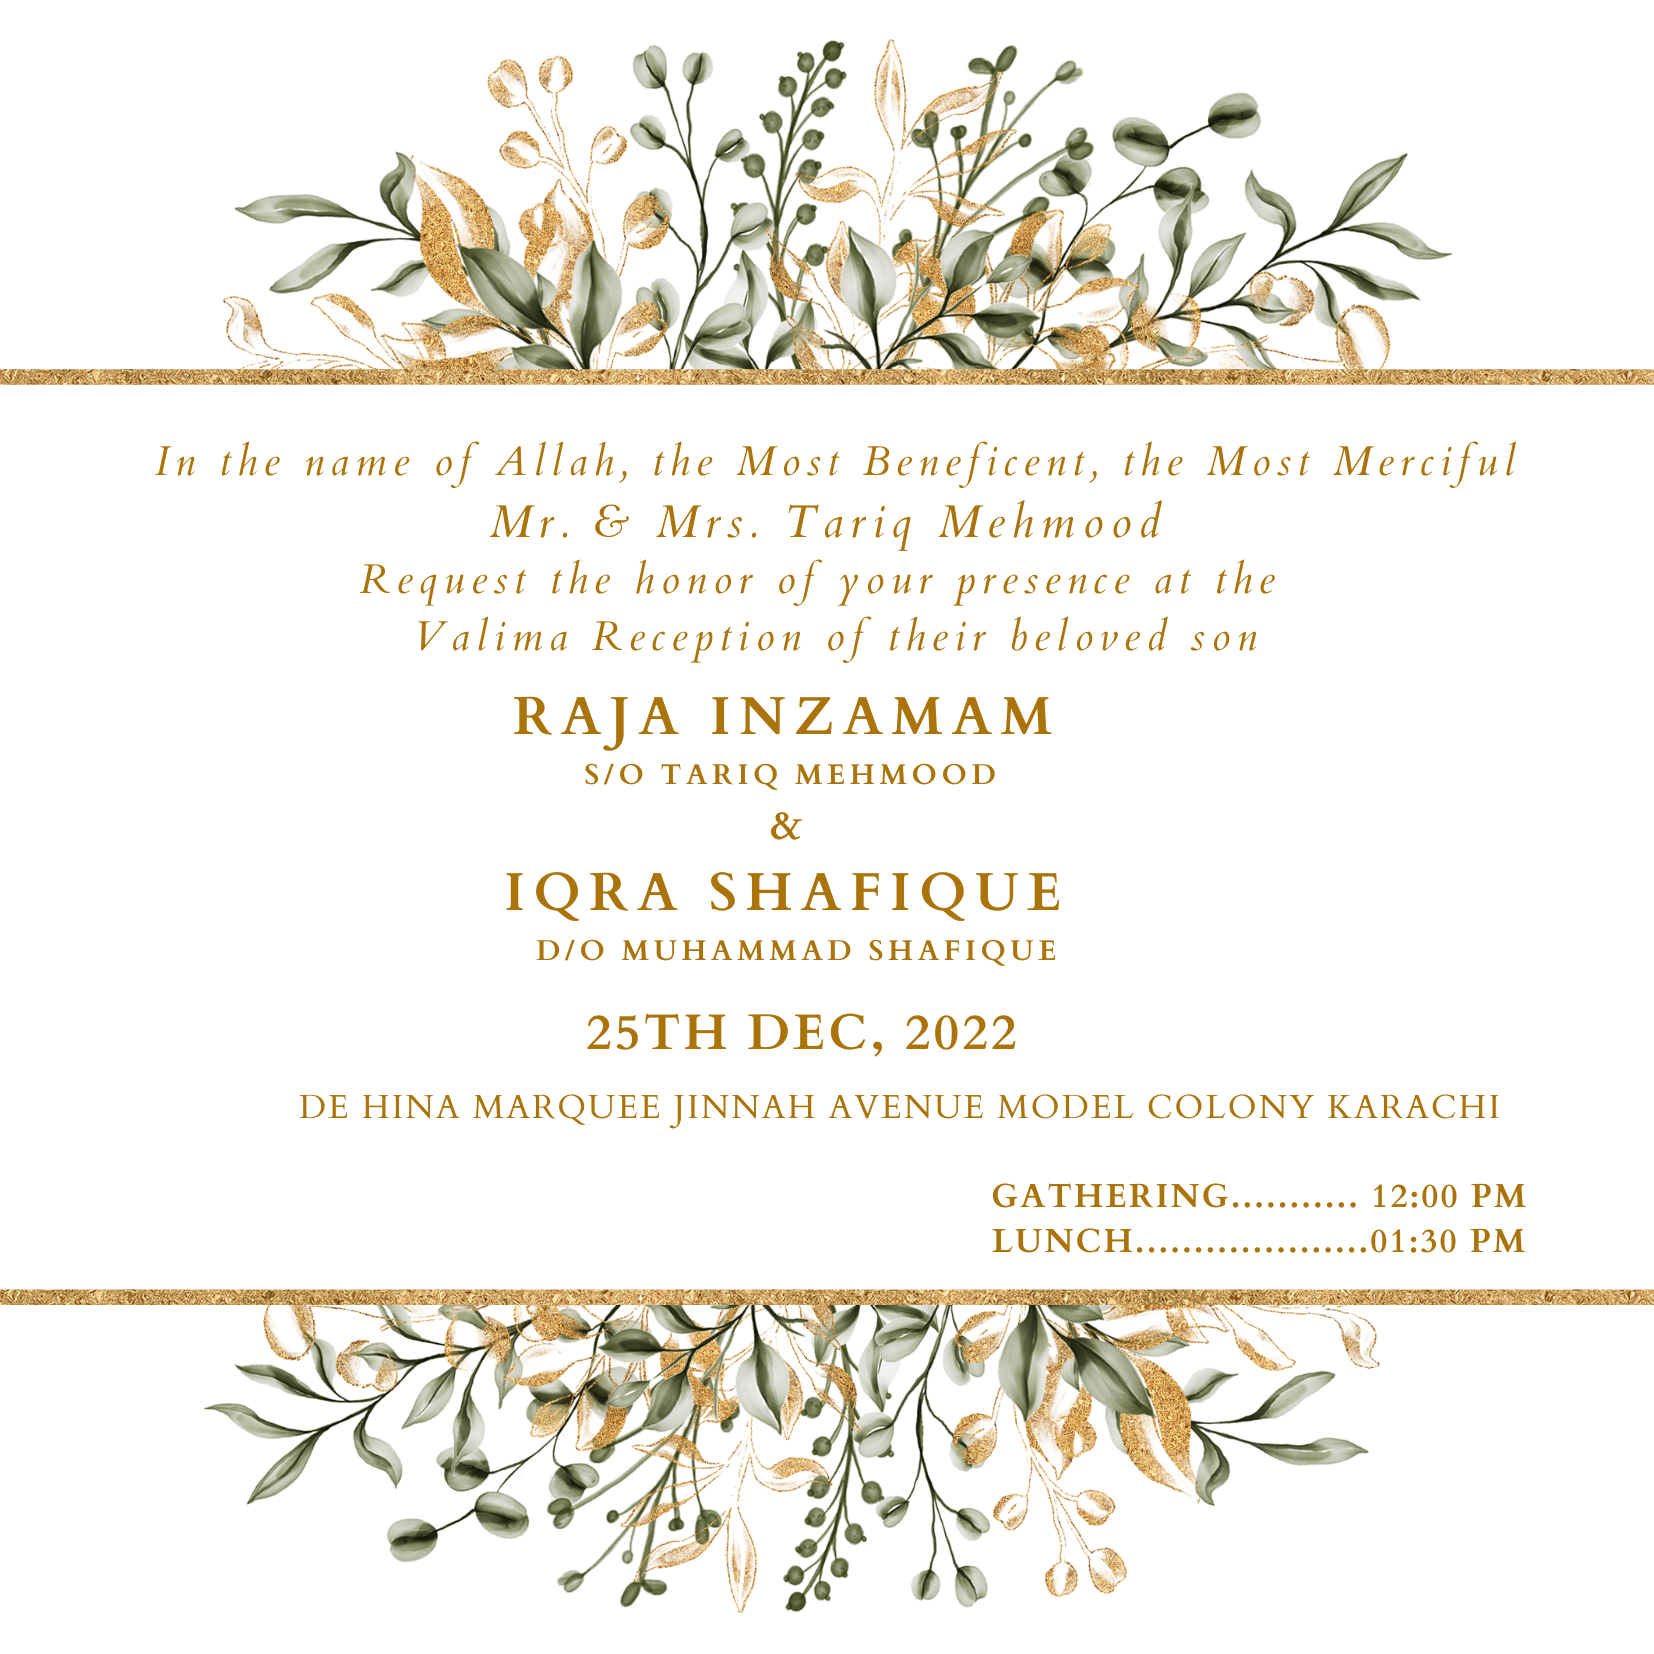 In the name of Allah, the Most Beneficent, the Most Merciful
Mr. & Mrs. Tariq Mehmood
Request the honor of your presence at the
Valima Reception of their beloved son
RAJA INZAMAM
S/O TARIQ MEHMOOD
&
IQRA SHAFIQUE
D/O MUHAMMAD SHAFIQUE
25TH DEC, 2022
DE HINA MARQUEE JINNAH AVENUE MODEL COLONY KARACHI
GATHERING........... 12:00 PM
LUNCH....................01:30 PM